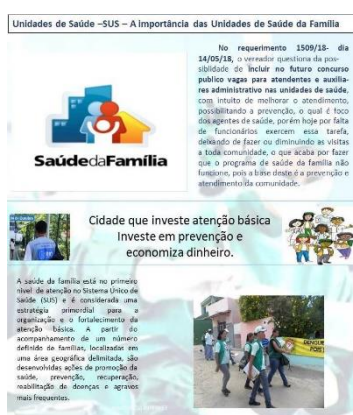 Unidades de Saúde –SUS – A importância das Unidades de Saúde da Família
No requerimento 1509/18- dia
14/05/18, o vereador questiona da pos-
siblidade de incluir no futuro concurso
publico vagas para atendentes e auxilia-
res administrativo nas unidades de saúde,
com intuito de melhorar o atendimento,
possibilitando a prevenção, o qual é foco
dos agentes de saúde, porém hoje por falta
de funcionários exercem essa tarefa,
deixando de fazer ou diminuindo as visitas
a toda comunidade, o que acaba por fazer
que o programa de saúde da família não
funcione, pois a base deste é a prevenção e
atendimento da comunidade.
SaúdedaFamília
Cidade que investe atenção básica
Investe em prevenção e
economiza dinheiro.
A saúde da família está no primeiro
nível de atenção no Sistema Único de
Saúde (SUS) e é considerada uma
estratégia primordial para a
organização e o fortalecimento da
atenção básica. A partir do
acompanhamento de um número
definido de famílias, localizadas em
uma área geográfica delimitada, são
desenvolvidas ações de promoção da
saúde, prevenção, recuperação,
reabilitação de doenças e agravos
mais frequentes.
DENGUE